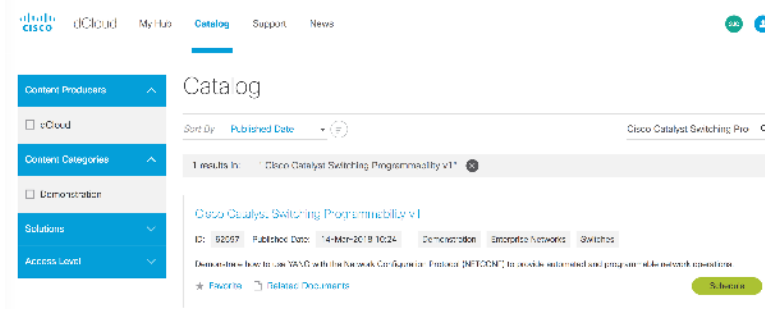 CISCO dCloud My Hub Catalog Support News
Content Producers
dCloud
Content Categories
Demonstration
Solutions
Access Level
Catalog
Sort By Published Date
Cisco Catalyst Switching Pro
1 results in: "Cisco Catalyst Switching Programmability v1"
Cisco Catalyst Switching Programmability v1
ID: Published Date: 14-Mar-2018 10:24 Demonstration Enterprise Networks Switches
Demonstrate how to use YANG with the Network Configuration Protocol (NETCONF) to provide automated and programmable network operations.
Favorite Related Documents
Schedule